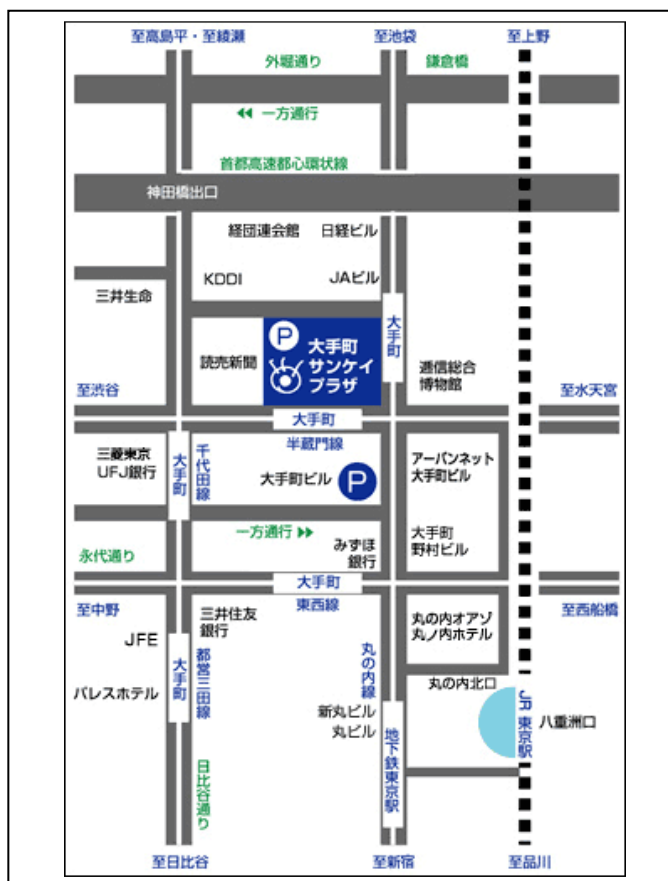 至高島平・至綾瀬
至池袋
至上野
外堀通り
鎌倉橋
一方通行
首都高速都心環状線
神田橋出口
経団連会館
日経ビル
KDDI
JAビル
三井生命
大手町
P
大手町
サンケイ
プラザ
読売新聞
逓信総合
博物館
至渋谷
至水天宮
大手町
半蔵門線
三菱東京
UFJ銀行
大手町
千代田線
大手町ビル
P
アーバンネット
大手町ビル
一方通行
みずほ
銀行
大手町
野村ビル
永代通り
大手町
東西線
至中野
至西船橋
三井住友
銀行
丸の内オアゾ
丸ノ内ホテル
JFE
大手町
都営三田線
丸の内線
パレスホテル
丸の内北口
新丸ビル
丸ビル
地下鉄東京駅
JR東京駅
八重洲口
日比谷通り
至日比谷
至新宿
至品川